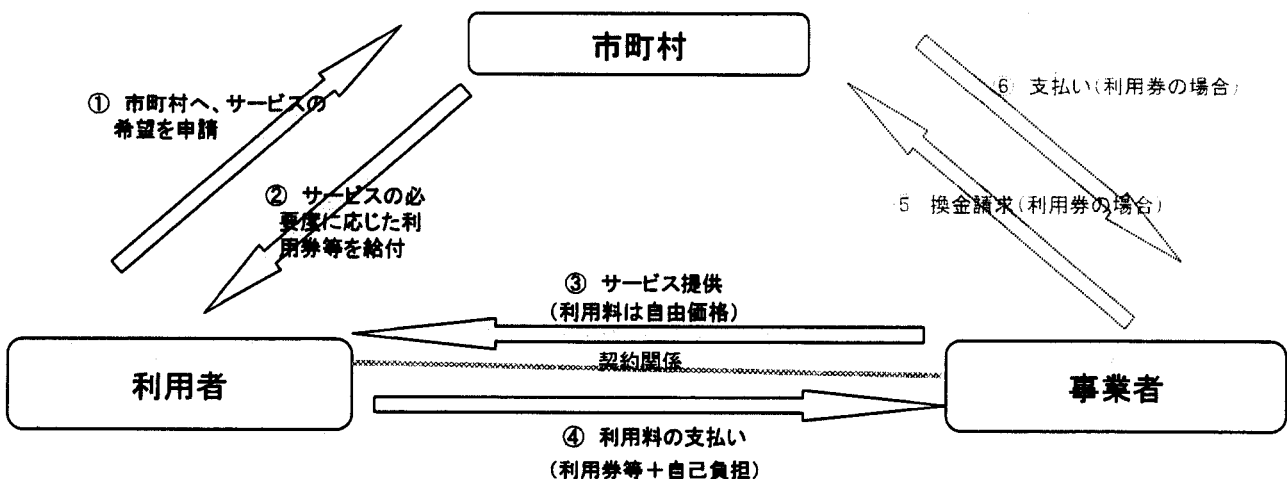 市町村
① 市町村へ、サービスの
希望を申請
② サービスの必
要度に応じた利
用券等を給付
⑥ 支払い(利用券の場合)
5 換金請求(利用券の場合)
③ サービス提供
(利用料は自由価格)
契約関係
利用者
事業者
④ 利用料の支払い
(利用券等+自己負担)